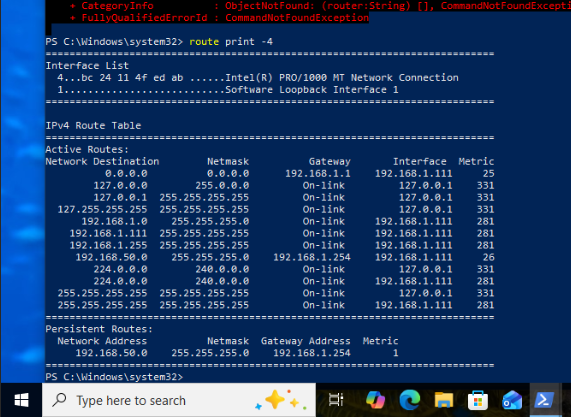 + CategoryInfo          : ObjectNotFound: (router:String) [], CommandNotFoundExcepti
+ FullyQualifiedErrorId : CommandNotFoundException
PS C:\Windows\system32> route print -4
===========================================================================
Interface List
  4...bc 24 11 4f ed ab ......Intel(R) PRO/1000 MT Network Connection
  1...........................Software Loopback Interface 1
===========================================================================
IPv4 Route Table
===========================================================================
Active Routes:
Network Destination        Netmask          Gateway       Interface  Metric
          0.0.0.0          0.0.0.0      192.168.1.1    192.168.1.111     25
        127.0.0.0        255.0.0.0         On-link         127.0.0.1    331
        127.0.0.1  255.255.255.255         On-link         127.0.0.1    331
  127.255.255.255  255.255.255.255         On-link         127.0.0.1    331
      192.168.1.0    255.255.255.0         On-link     192.168.1.111    281
    192.168.1.111  255.255.255.255         On-link     192.168.1.111    281
    192.168.1.255  255.255.255.255         On-link     192.168.1.111    281
     192.168.50.0    255.255.255.0    192.168.1.254    192.168.1.111     26
        224.0.0.0        240.0.0.0         On-link         127.0.0.1    331
        224.0.0.0        240.0.0.0         On-link     192.168.1.111    281
  255.255.255.255  255.255.255.255         On-link         127.0.0.1    331
  255.255.255.255  255.255.255.255         On-link     192.168.1.111    281
===========================================================================
Persistent Routes:
  Network Address          Netmask  Gateway Address  Metric
     192.168.50.0    255.255.255.0    192.168.1.254       1
===========================================================================
PS C:\Windows\system32>
Type here to search